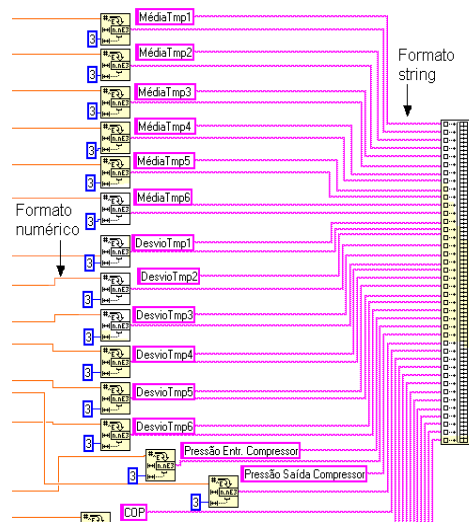 MédiaTmp1
3
MédiaTmp2
3
MédiaTmp3
3
MédiaTmp4
3
MédiaTmp5
3
MédiaTmp6
3
Formato
string
Formato
numérico
DesvioTmp1
3
DesvioTmp2
3
DesvioTmp3
3
DesvioTmp4
3
DesvioTmp5
3
DesvioTmp6
3
Pressão Entr. Compressor
3
Pressão Saída Compressor
3
COP